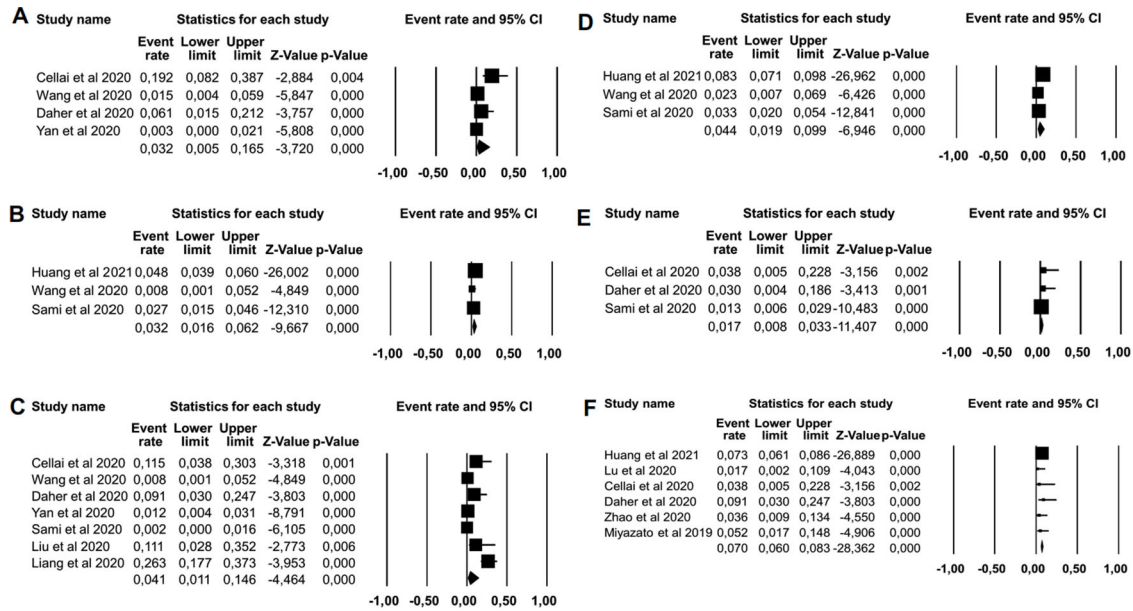 A Study name Statistics for each study Event rate and 95% CI
Event Lower Upper
rate limit limit Z-Value p-Value
Cellai et al 2020 0,192 0,082 0,387 -2,884 0,004
Wang et al 2020 0,015 0,004 0,059 -5,847 0,000
Daher et al 2020 0,061 0,015 0,212 -3,757 0,000
Yan et al 2020 0,003 0,000 0,021 -5,808 0,000
0,032 0,005 0,165 -3,720 0,000
-1,00 -0,50 0,00 0,50 1,00
B Study name Statistics for each study Event rate and 95% CI
Event Lower Upper
rate limit limit Z-Value p-Value
Huang et al 2021 0,048 0,039 0,060 -26,002 0,000
Wang et al 2020 0,008 0,001 0,052 -4,849 0,000
Sami et al 2020 0,027 0,015 0,046 -12,310 0,000
0,032 0,016 0,062 -9,667 0,000
-1,00 -0,50 0,00 0,50 1,00
C Study name Statistics for each study Event rate and 95% CI
Event Lower Upper
rate limit limit Z-Value p-Value
Cellai et al 2020 0,115 0,038 0,303 -3,318 0,001
Wang et al 2020 0,008 0,001 0,052 -4,849 0,000
Daher et al 2020 0,091 0,030 0,247 -3,803 0,000
Yan et al 2020 0,012 0,004 0,031 -8,791 0,000
Sami et al 2020 0,002 0,000 0,016 -6,105 0,000
Liu et al 2020 0,111 0,028 0,352 -2,773 0,006
Liang et al 2020 0,263 0,177 0,373 -3,953 0,000
0,041 0,011 0,146 -4,464 0,000
-1,00 -0,50 0,00 0,50 1,00
D Study name Statistics for each study Event rate and 95% CI
Event Lower Upper
rate limit limit Z-Value p-Value
Huang et al 2021 0,083 0,071 0,098 -26,962 0,000
Wang et al 2020 0,023 0,007 0,069 -6,426 0,000
Sami et al 2020 0,033 0,020 0,054 -12,841 0,000
0,044 0,019 0,099 -6,946 0,000
-1,00 -0,50 0,00 0,50 1,00
E Study name Statistics for each study Event rate and 95% CI
Event Lower Upper
rate limit limit Z-Value p-Value
Cellai et al 2020 0,038 0,005 0,228 -3,156 0,002
Daher et al 2020 0,030 0,004 0,186 -3,413 0,001
Sami et al 2020 0,013 0,006 0,029 -10,483 0,000
0,017 0,008 0,033 -11,407 0,000
-1,00 -0,50 0,00 0,50 1,00
F Study name Statistics for each study Event rate and 95% CI
Event Lower Upper
rate limit limit Z-Value p-Value
Huang et al 2021 0,073 0,061 0,086 -26,889 0,000
Lu et al 2020 0,017 0,002 0,109 -4,043 0,000
Cellai et al 2020 0,038 0,005 0,228 -3,156 0,002
Daher et al 2020 0,091 0,030 0,247 -3,803 0,000
Zhao et al 2020 0,036 0,009 0,134 -4,550 0,000
Miyazato et al 2019 0,052 0,017 0,148 -4,906 0,000
0,070 0,060 0,083 -28,362 0,000
-1,00 -0,50 0,00 0,50 1,00